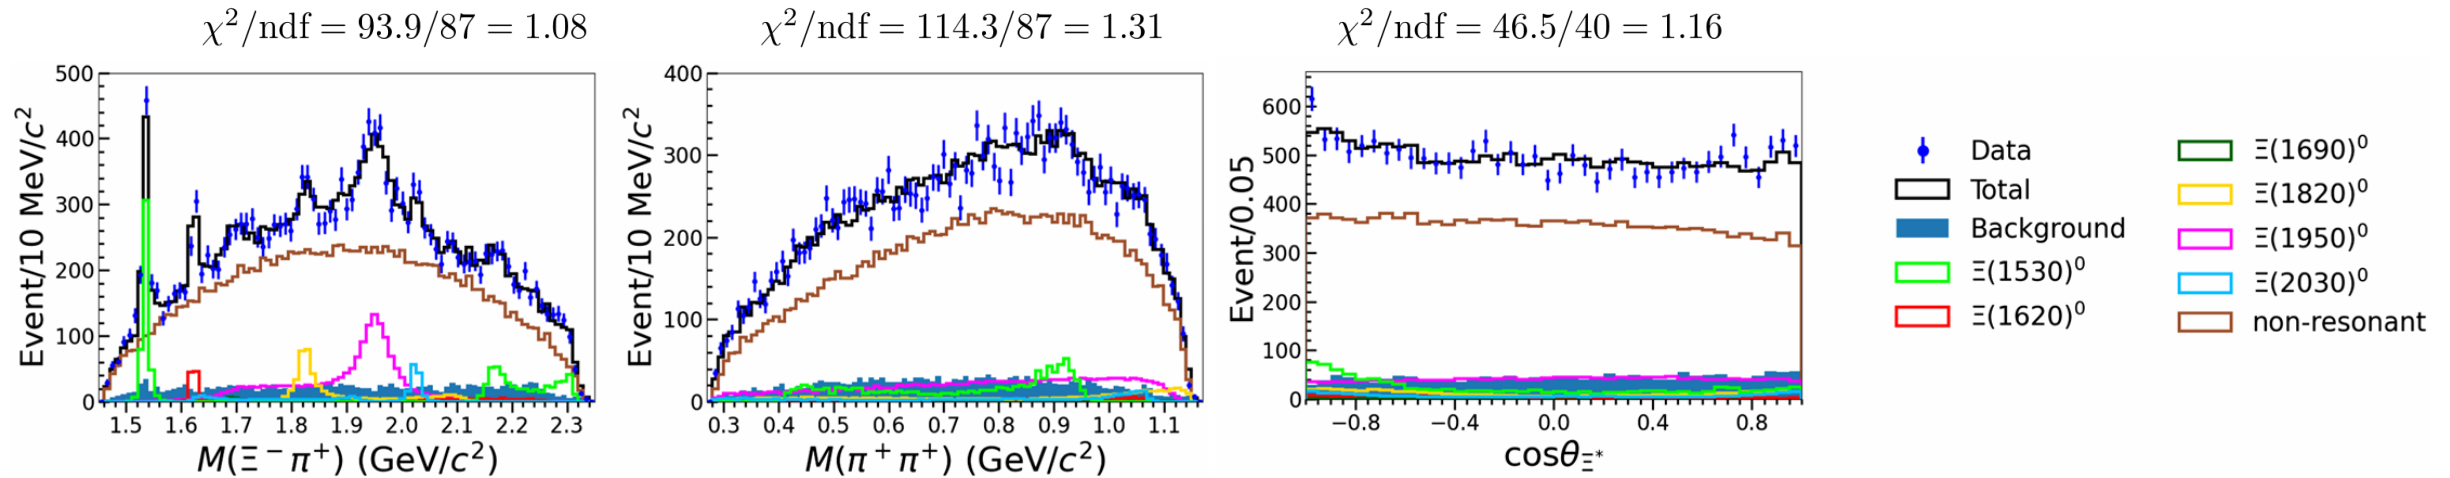 χ²/ndf = 93.9/87 = 1.08
χ²/ndf = 114.3/87 = 1.31
χ²/ndf = 46.5/40 = 1.16
Event/10 MeV/c²
500
400
300
200
100
0
1.5 1.6 1.7 1.8 1.9 2.0 2.1 2.2 2.3
M(Ξ⁻π⁺) (GeV/c²)
Event/10 MeV/c²
400
300
200
100
0
0.3 0.4 0.5 0.6 0.7 0.8 0.9 1.0 1.1
M(π⁺π⁺) (GeV/c²)
Event/0.05
600
500
400
300
200
100
0
−0.8 −0.4 0.0 0.4 0.8
cosθ_Ξ*
Data
Total
Background
Ξ(1530)⁰
Ξ(1620)⁰
Ξ(1690)⁰
Ξ(1820)⁰
Ξ(1950)⁰
Ξ(2030)⁰
non-resonant